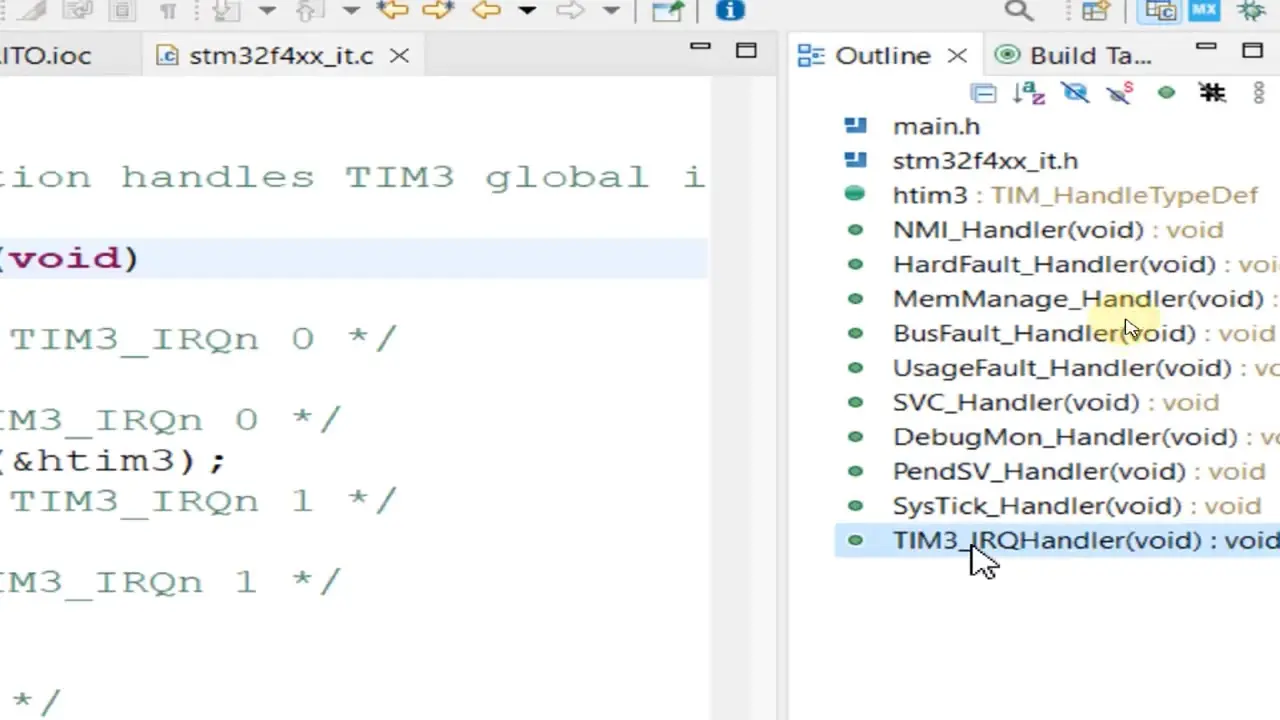 ITO.ioc
stm32f4xx_it.c
tion handles TIM3 global i
(void)
TIM3_IRQn 0 */
IM3_IRQn 0 */
(&htim3);
TIM3_IRQn 1 */
IM3_IRQn 1 */
*/
MX
Outline
Build Ta...
main.h
stm32f4xx_it.h
htim3 : TIM_HandleTypeDef
NMI_Handler(void) : void
HardFault_Handler(void) : voi
MemManage_Handler(void) :
BusFault_Handler(void) : void
UsageFault_Handler(void) : vo
SVC_Handler(void) : void
DebugMon_Handler(void) : vo
PendSV_Handler(void) : void
SysTick_Handler(void) : void
TIM3_IRQHandler(void) : void